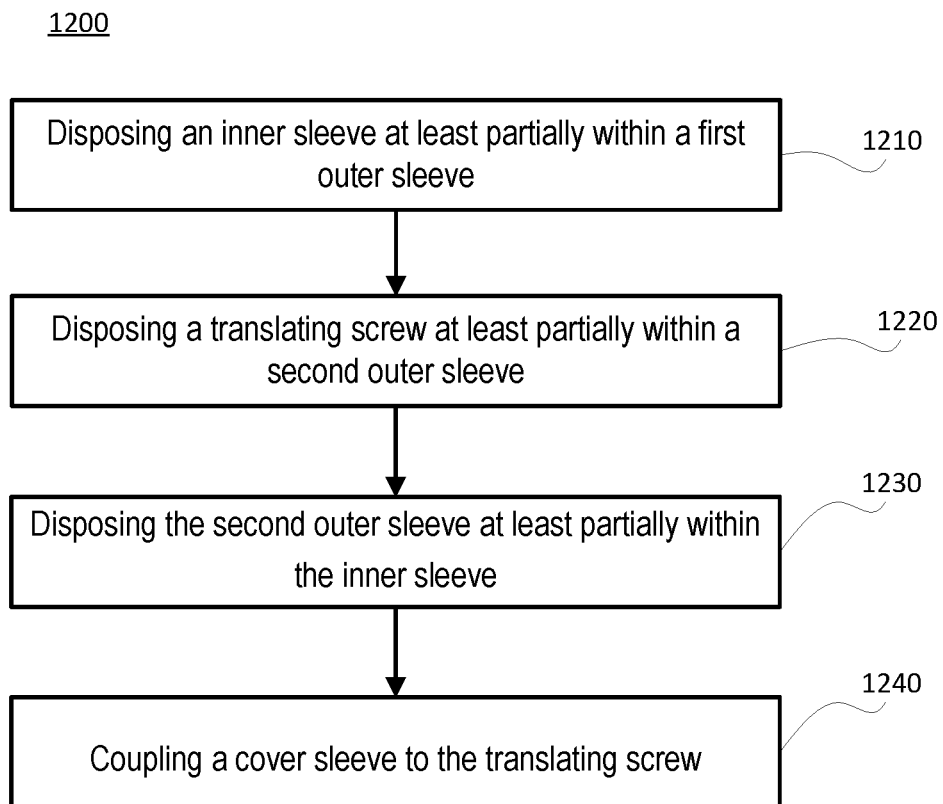 1200
Disposing an inner sleeve at least partially within a first
outer sleeve
1210
Disposing a translating screw at least partially within a
second outer sleeve
1220
Disposing the second outer sleeve at least partially within
the inner sleeve
1230
Coupling a cover sleeve to the translating screw
1240